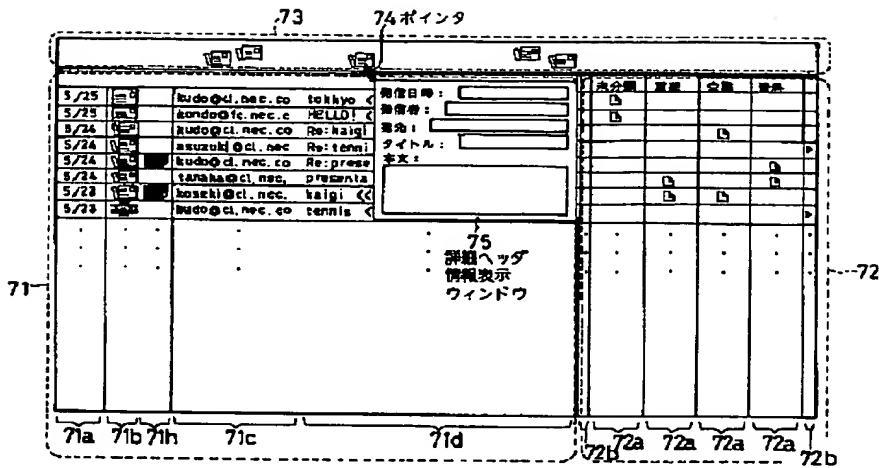 73
74ポインタ
未分類 重要 会議
発信日時:
発信者:
宛先:
タイトル:
本文:
5/25 kudo@cl.nec.co tokkyo <
5/25 kondo@fc.nec.c HELLO! <
5/24 kudo@cl.nec.co Re:kaigi
5/24 asuzuki@cl.nec Re:tenni
5/24 kudo@cl.nec.co Re:prese
5/24 tanaka@cl.nec. presenta
5/23 koseki@cl.nec. kaigi <<
5/23 kudo@cl.nec.co tennis <
75
詳細ヘッダ
情報表示
ウィンドウ
71
72
71a 71b 71h 71c 71d 72b 72a 72a 72a 72a 72b